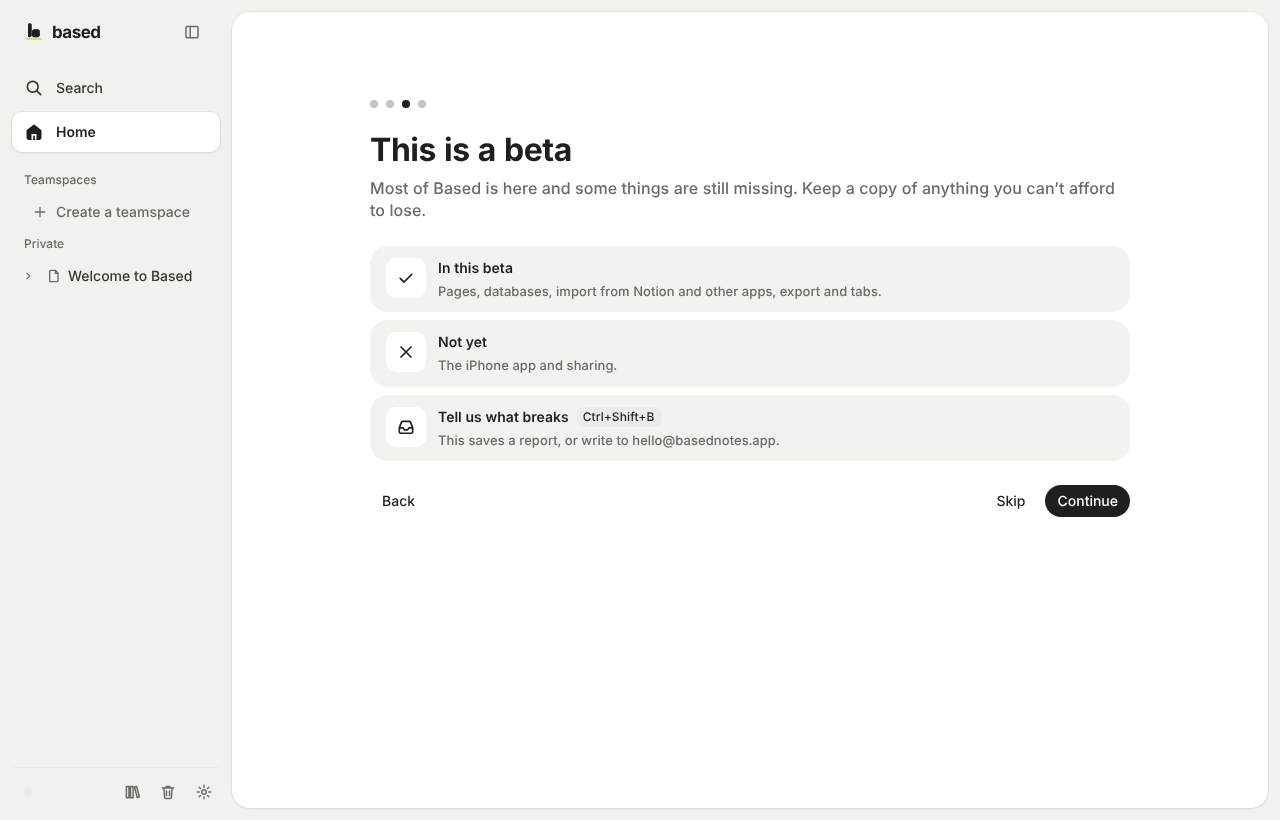 based
Search
Home
Teamspaces
Create a teamspace
Private
Welcome to Based
This is a beta
Most of Based is here and some things are still missing. Keep a copy of anything you can’t afford
to lose.
In this beta
Pages, databases, import from Notion and other apps, export and tabs.
Not yet
The iPhone app and sharing.
Tell us what breaks Ctrl+Shift+B
This saves a report, or write to hello@basednotes.app.
Back
Skip
Continue